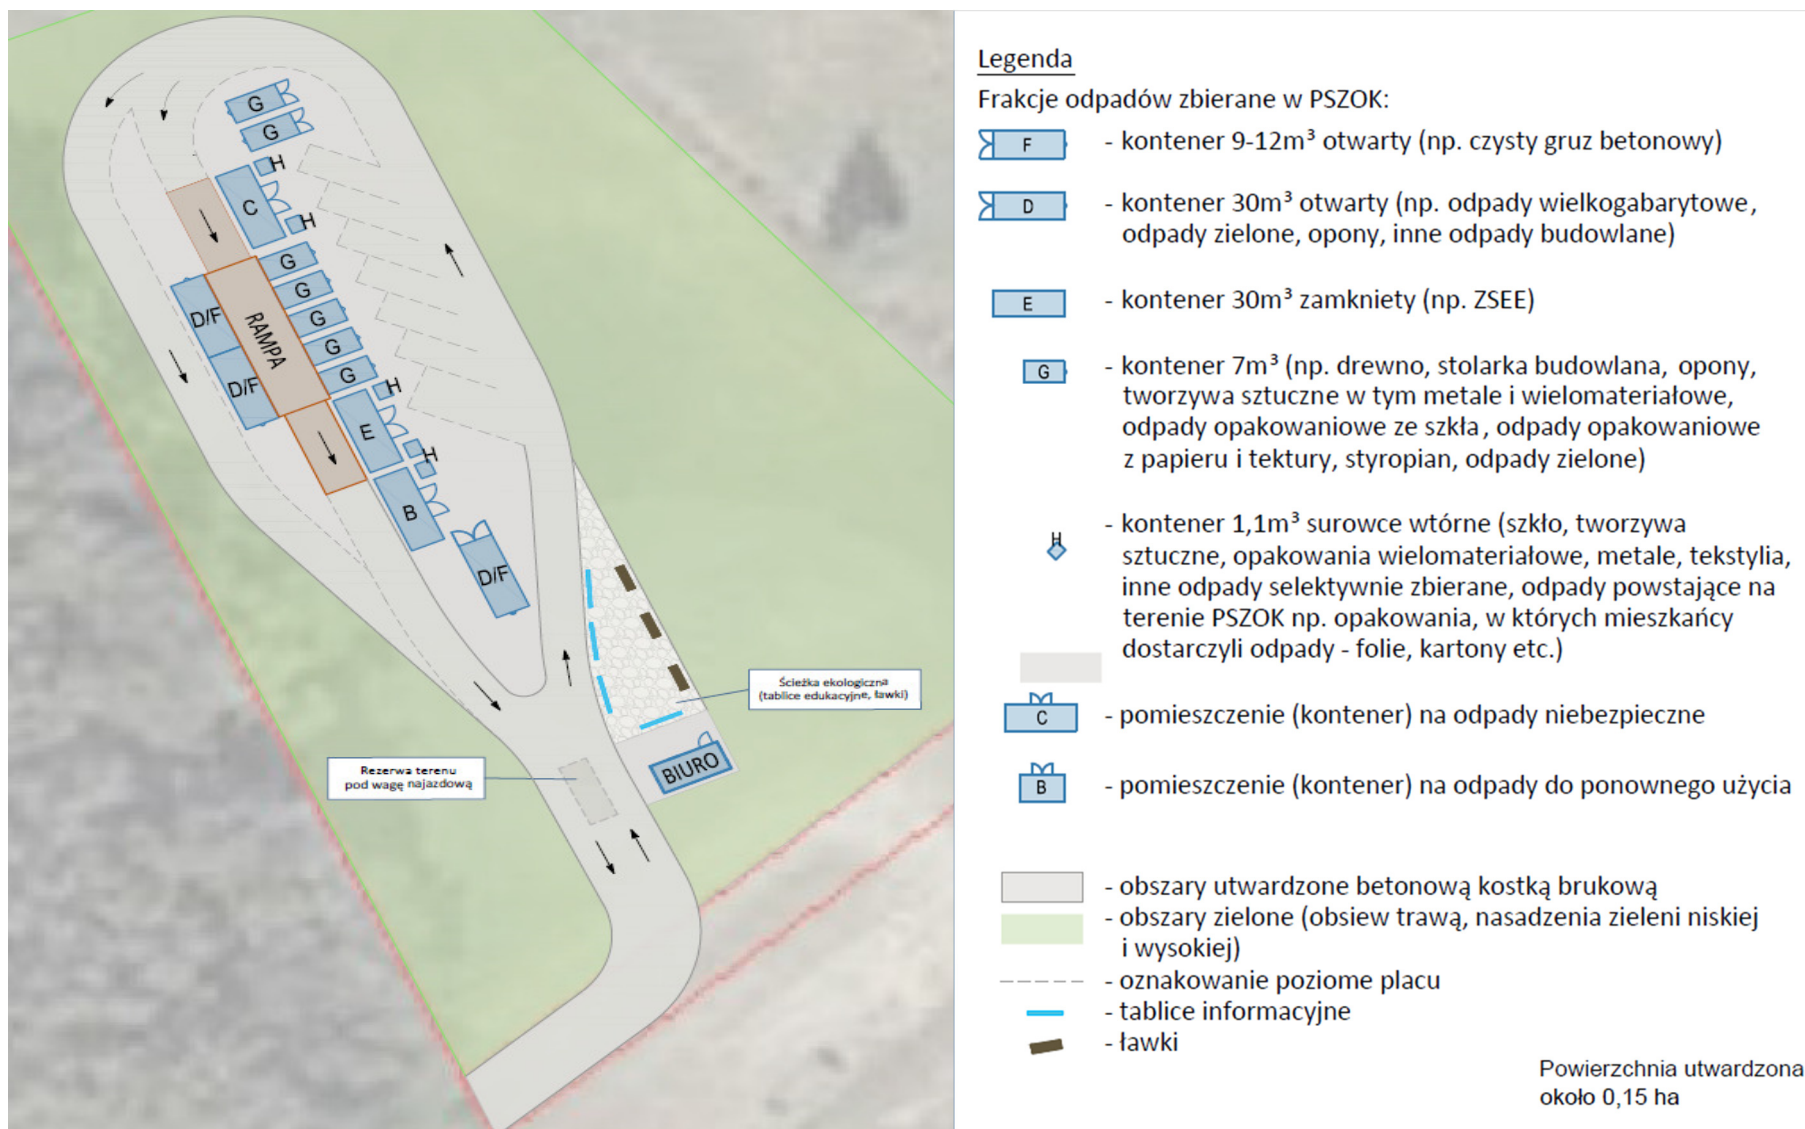 G
G
H
C
H
G
G
G
G
G
D/F
RAMPA
D/F
H
E
H
B
D/F
Ścieżka ekologiczna
(tablice edukacyjne, ławki)
Rezerwa terenu
pod wagę najazdową
BIURO
Legenda
Frakcje odpadów zbierane w PSZOK:
F - kontener 9-12m³ otwarty (np. czysty gruz betonowy)
D - kontener 30m³ otwarty (np. odpady wielkogabarytowe,
odpady zielone, opony, inne odpady budowlane)
E - kontener 30m³ zamkniety (np. ZSEE)
G - kontener 7m³ (np. drewno, stolarka budowlana, opony,
tworzywa sztuczne w tym metale i wielomateriałowe,
odpady opakowaniowe ze szkła, odpady opakowaniowe
z papieru i tektury, styropian, odpady zielone)
H - kontener 1,1m³ surowce wtórne (szkło, tworzywa
sztuczne, opakowania wielomateriałowe, metale, tekstylia,
inne odpady selektywnie zbierane, odpady powstające na
terenie PSZOK np. opakowania, w których mieszkańcy
dostarczyli odpady - folie, kartony etc.)
C - pomieszczenie (kontener) na odpady niebezpieczne
B - pomieszczenie (kontener) na odpady do ponownego użycia
- obszary utwardzone betonową kostką brukową
- obszary zielone (obsiew trawą, nasadzenia zieleni niskiej
i wysokiej)
- oznakowanie poziome placu
- tablice informacyjne
- ławki
Powierzchnia utwardzona
około 0,15 ha